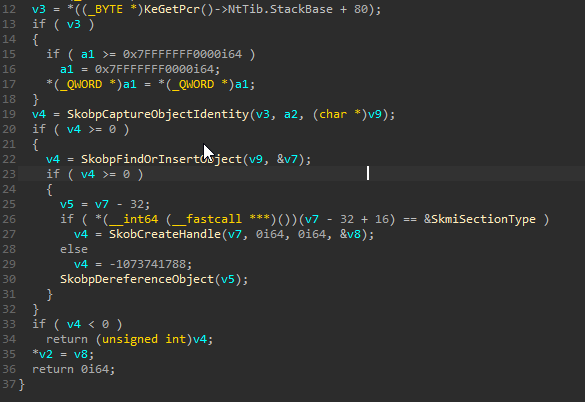 12 v3 = *((_BYTE *)KeGetPcr()->NtTib.StackBase + 80);
13 if ( v3 )
14 {
15 if ( a1 >= 0x7FFFFFFF0000i64 )
16 a1 = 0x7FFFFFFF0000i64;
17 *(_QWORD *)a1 = *(_QWORD *)a1;
18 }
19 v4 = SkobpCaptureObjectIdentity(v3, a2, (char *)v9);
20 if ( v4 >= 0 )
21 {
22 v4 = SkobpFindOrInsertObject(v9, &v7);
23 if ( v4 >= 0 )
24 {
25 v5 = v7 - 32;
26 if ( *(__int64 (__fastcall ***)())(v7 - 32 + 16) == &SkmiSectionType )
27 v4 = SkobCreateHandle(v7, 0i64, 0i64, &v8);
28 else
29 v4 = -1073741788;
30 SkobpDereferenceObject(v5);
31 }
32 }
33 if ( v4 < 0 )
34 return (unsigned int)v4;
35 *v2 = v8;
36 return 0i64;
37 }